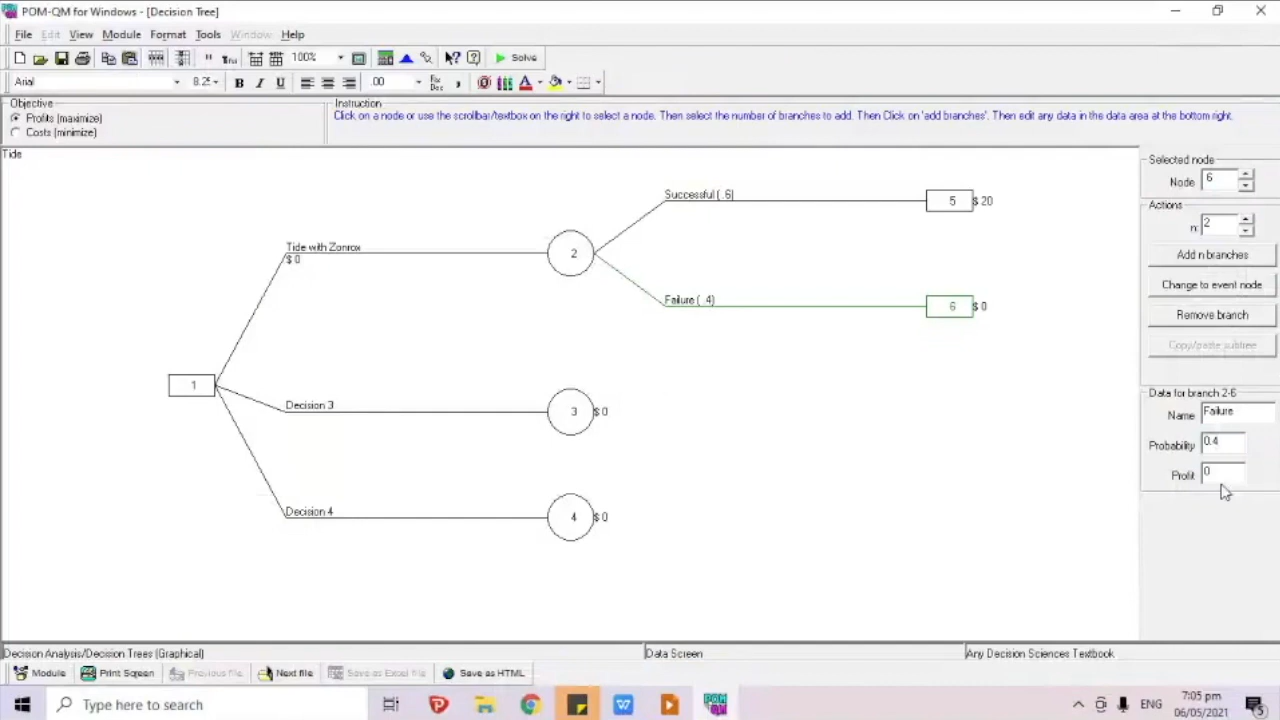 POM-QM for Windows - [Decision Tree]
File Edit View Module Format Tools Window Help
100% Solve
Arial 8.25 B I U .00 Fix Dec ,
Objective
Profits (maximize)
Costs (minimize)
Instruction
Click on a node or use the scrollbar/textbox on the right to select a node. Then select the number of branches to add. Then Click on 'add branches'. Then edit any data in the data area at the bottom right.
Tide
Tide with Zonrox
$ 0
2
Successful (.6)
5 $ 20
Failure (.4)
6 $ 0
1
Decision 3
3 $ 0
Decision 4
4 $ 0
Selected node
Node 6
Actions
n: 2
Add n branches
Change to event node
Remove branch
Copy/paste subtree
Data for branch 2-6
Name Failure
Probability 0.4
Profit 0
Decision Analysis/Decision Trees (Graphical) Data Screen Any Decision Sciences Textbook
Module Print Screen Previous file Next file Save as Excel file Save as HTML
Type here to search
ENG
7:05 pm
06/05/2021
5